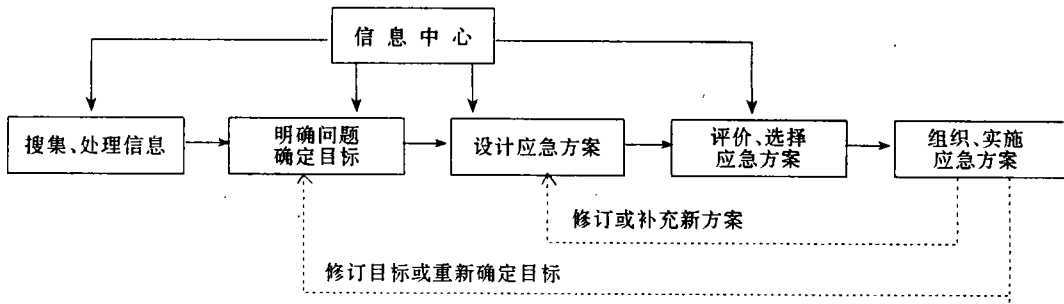 信息中心
搜集、处理信息
明确问题
确定目标
设计应急方案
评价、选择
应急方案
组织、实施
应急方案
修订或补充新方案
修订目标或重新确定目标